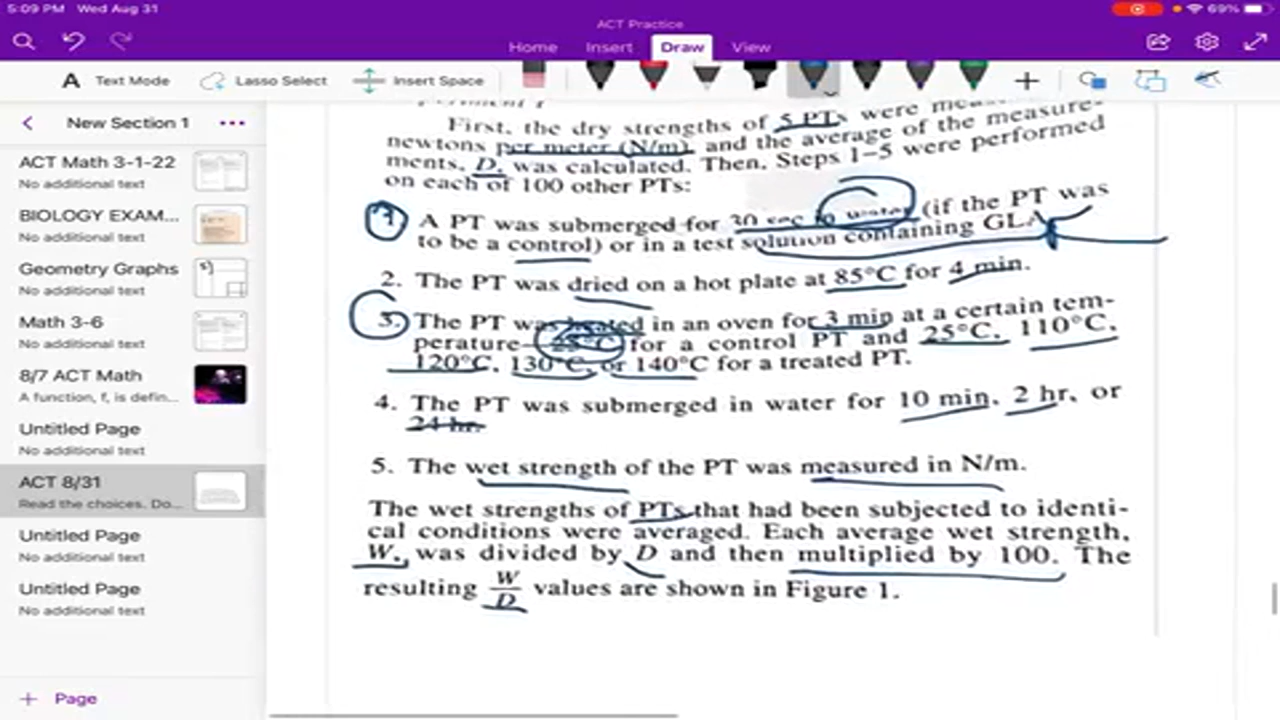 5:09 PM Wed Aug 31
69%
ACT Practice
Home Insert Draw View
A Text Mode Lasso Select Insert Space
New Section 1
ACT Math 3-1-22
No additional text
BIOLOGY EXAM...
No additional text
Geometry Graphs
No additional text
Math 3-6
No additional text
8/7 ACT Math
A function, f, is defin...
Untitled Page
No additional text
ACT 8/31
Read the choices. Do...
Untitled Page
No additional text
Untitled Page
No additional text
+ Page
First, the dry strengths of 5 PTs were
newtons per meter (N/m), and the average of the measure-
ments, D, was calculated. Then, Steps 1–5 were performed
on each of 100 other PTs:
A PT was submerged for 30 sec in water (if the PT was
to be a control) or in a test solution containing GLA
2. The PT was dried on a hot plate at 85°C for 4 min.
3. The PT was heated in an oven for 3 min at a certain tem-
perature—25°C for a control PT and 25°C, 110°C,
120°C, 130°C, or 140°C for a treated PT.
4. The PT was submerged in water for 10 min, 2 hr, or
24 hr.
5. The wet strength of the PT was measured in N/m.
The wet strengths of PTs that had been subjected to identi-
cal conditions were averaged. Each average wet strength,
W, was divided by D and then multiplied by 100. The
resulting W/D values are shown in Figure 1.